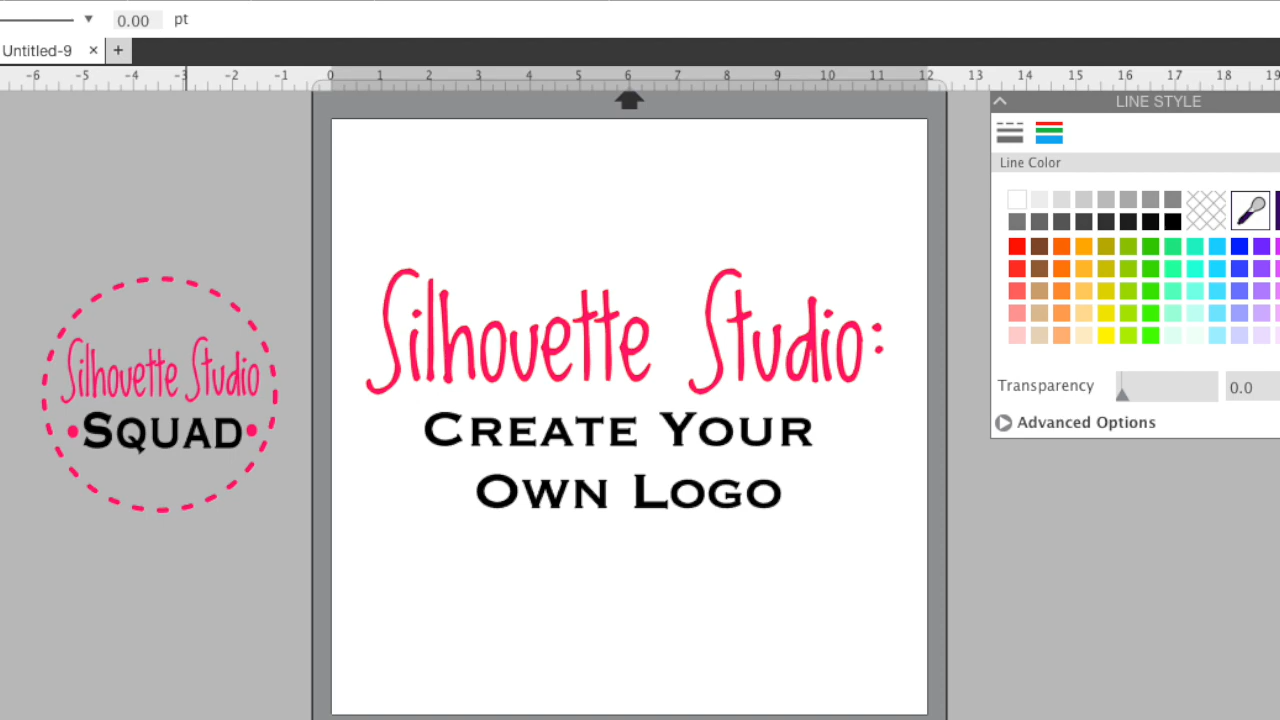 0.00 pt
Untitled-9 × +
-6 -5 -4 -3 -2 -1 0 1 2 3 4 5 6 7 8 9 10 11 12 13 14 15 16 17 18 19
LINE STYLE
Line Color
Silhouette Studio
SQUAD
Silhouette Studio:
CREATE YOUR
OWN LOGO
Transparency 0.0
Advanced Options